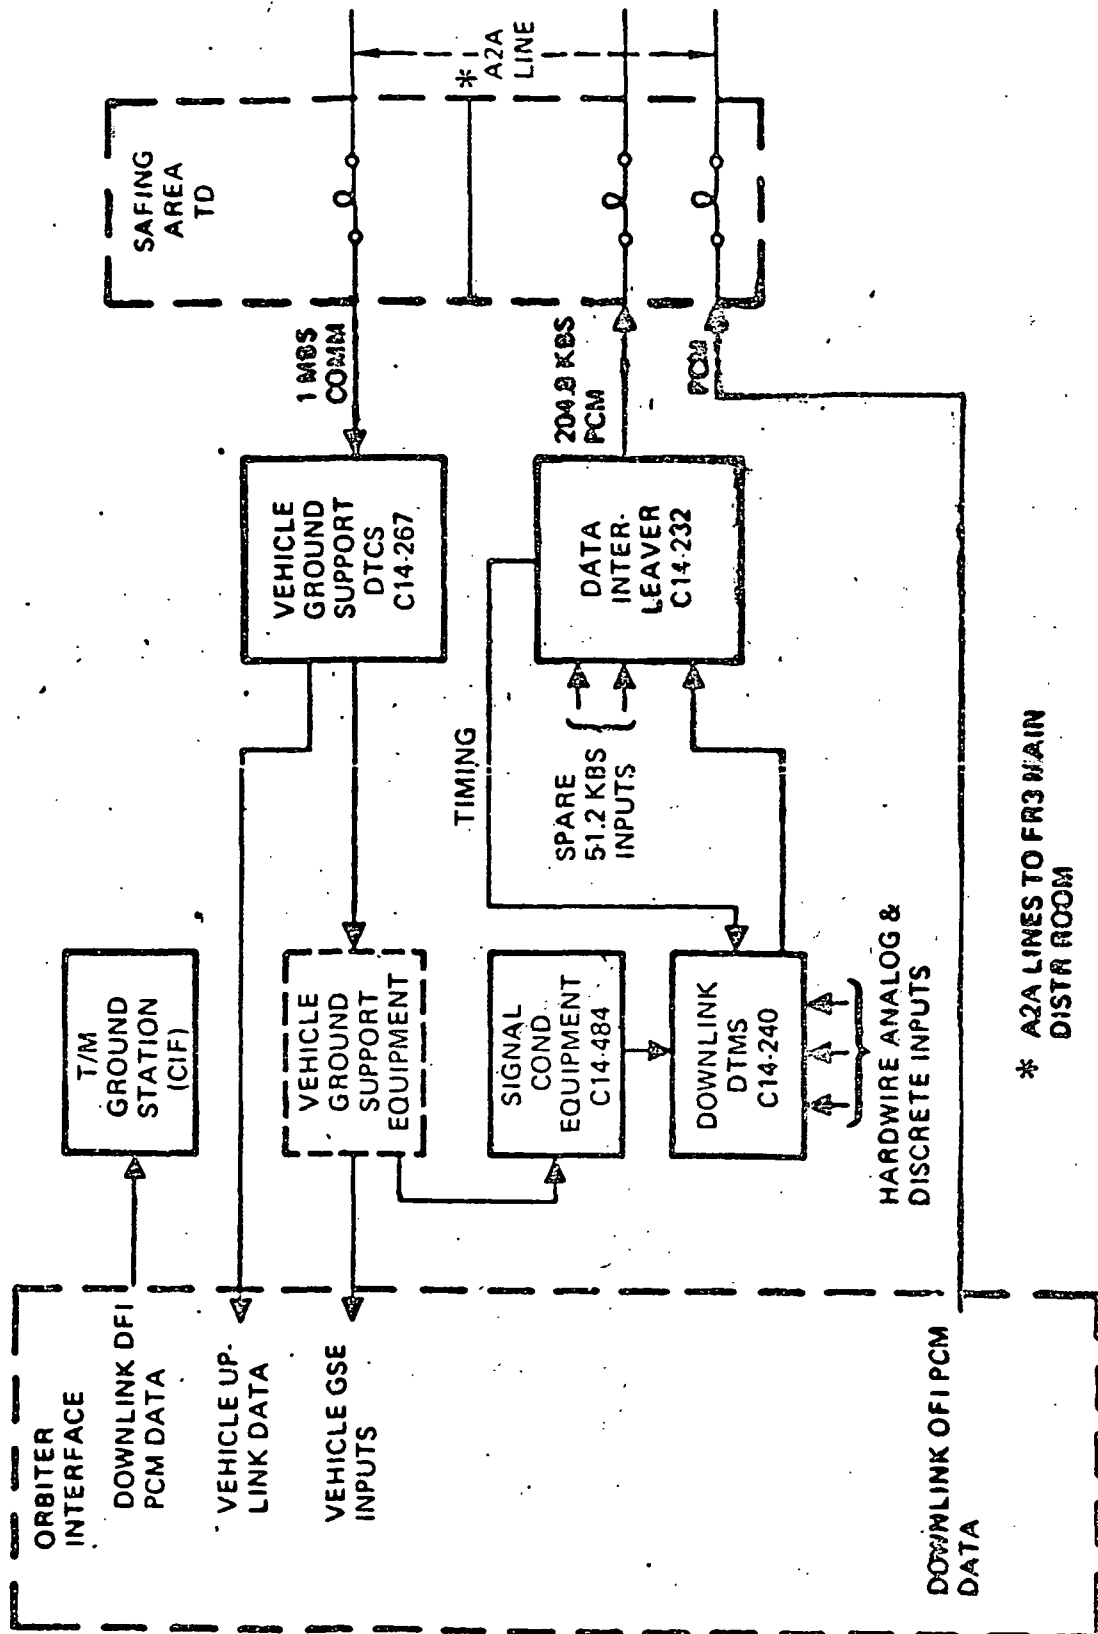 ORBITER
INTERFACE
DOWNLINK DFI
PCM DATA
VEHICLE UP-
LINK DATA
VEHICLE GSE
INPUTS
DOWNLINK OFI PCM
DATA
T/M
GROUND
STATION
(CIF)
VEHICLE
GROUND
SUPPORT
EQUIPMENT
SIGNAL
COND
EQUIPMENT
C14-484
DOWNLINK
DTMS
C14-240
HARDWIRE ANALOG &
DISCRETE INPUTS
TIMING
SPARE
51.2 KBS
INPUTS
VEHICLE
GROUND
SUPPORT
DTCS
C14-267
DATA
INTER-
LEAVER
C14-232
1 MBS
COMM
204.8 KBS
PCM
PCM
SAFING
AREA
TD
* A2A
LINE
* A2A LINES TO FR3 MAIN
DISTR ROOM